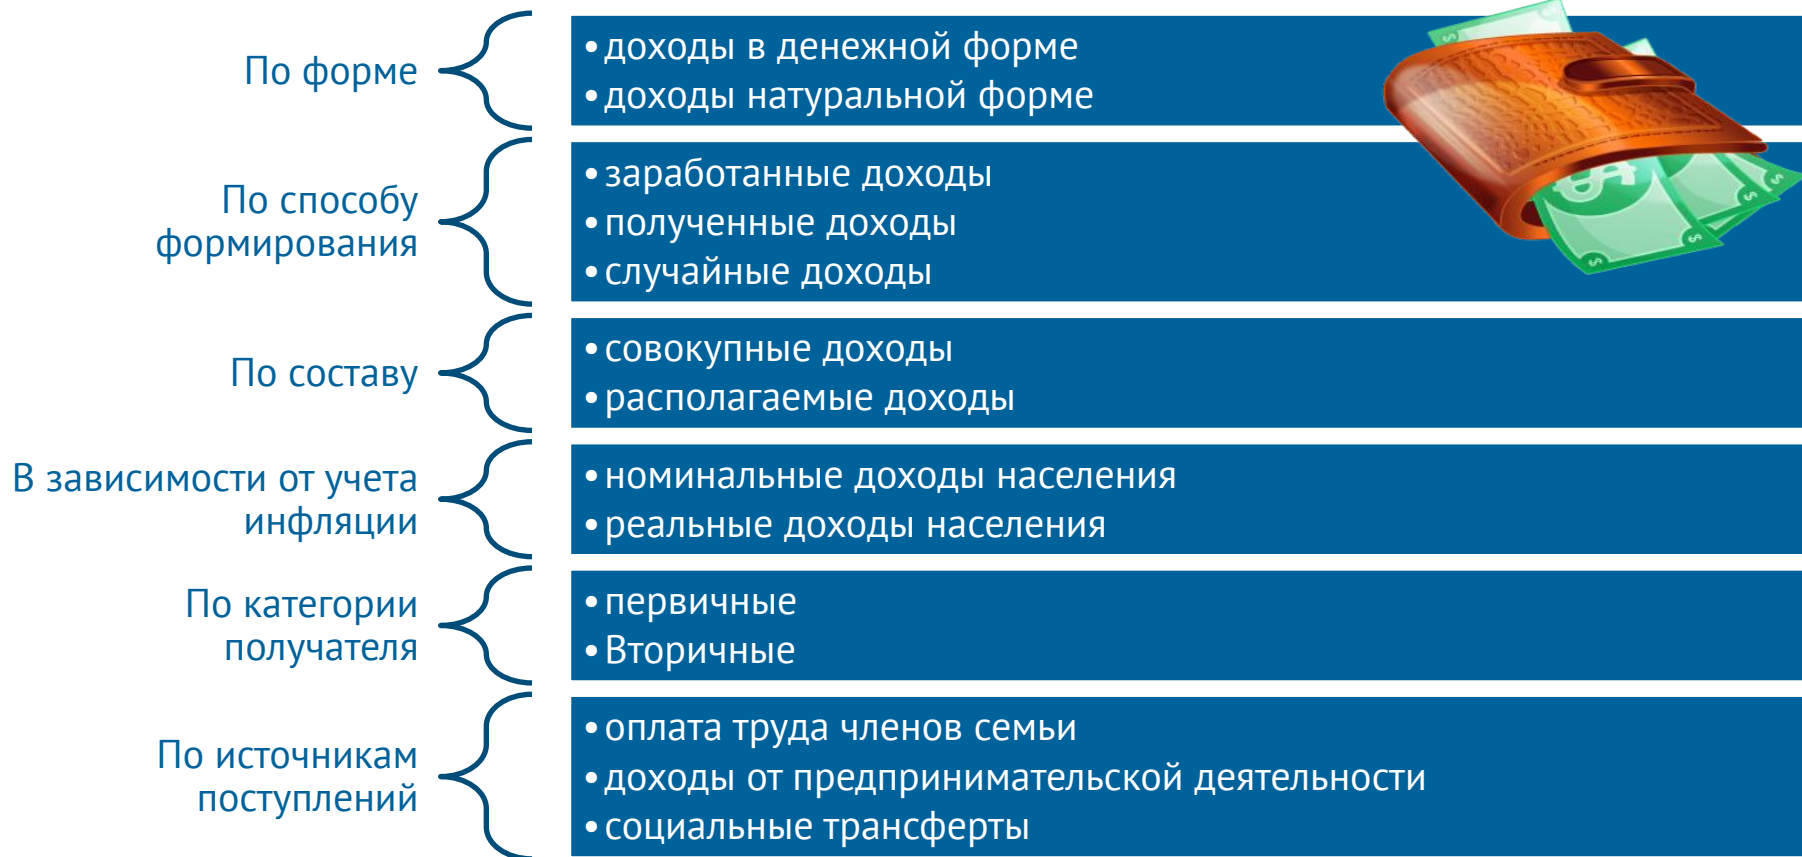 По форме
• доходы в денежной форме
• доходы натуральной форме
По способу
формирования
• заработанные доходы
• полученные доходы
• случайные доходы
По составу
• совокупные доходы
• располагаемые доходы
В зависимости от учета
инфляции
• номинальные доходы населения
• реальные доходы населения
По категории
получателя
• первичные
• Вторичные
По источникам
поступлений
• оплата труда членов семьи
• доходы от предпринимательской деятельности
• социальные трансферты